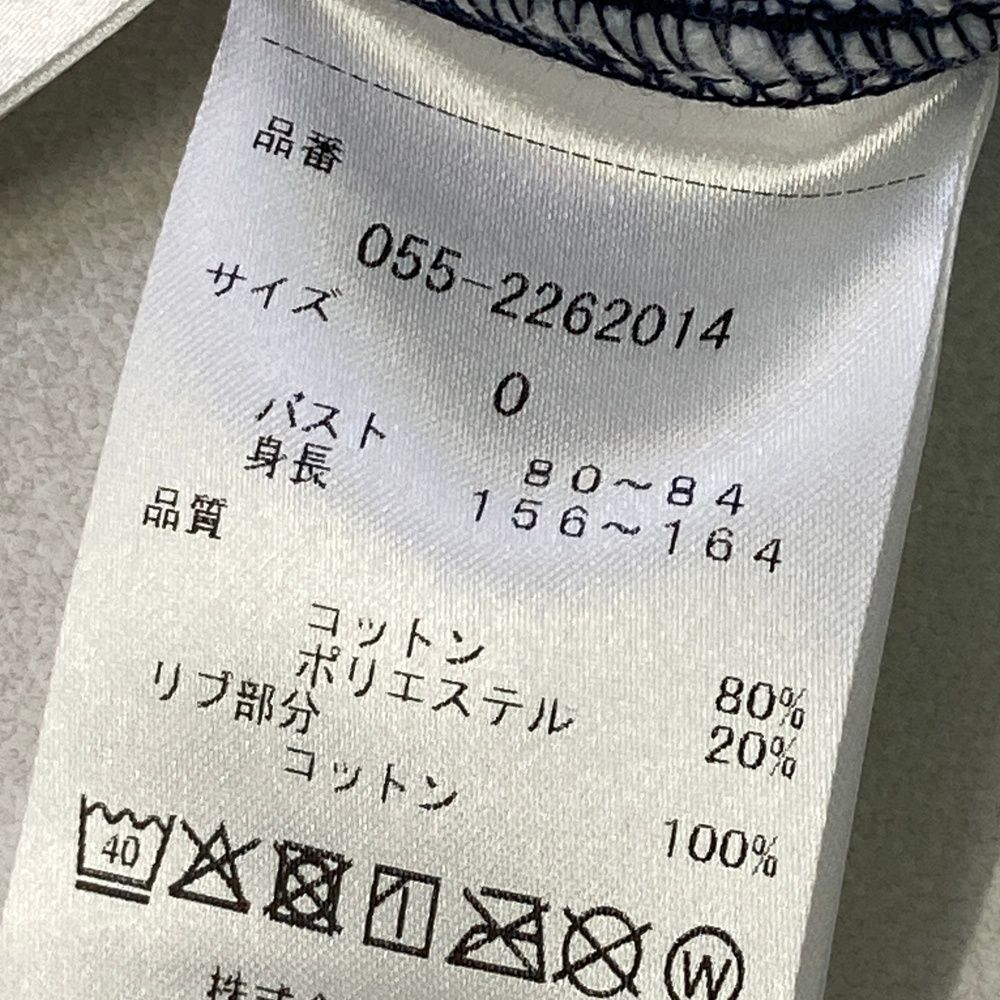 品番
055-2262014
サイズ
0
バスト 80～84
身長 156～164
品質
コットン 80%
ポリエステル 20%
リブ部分
コットン 100%
40
W